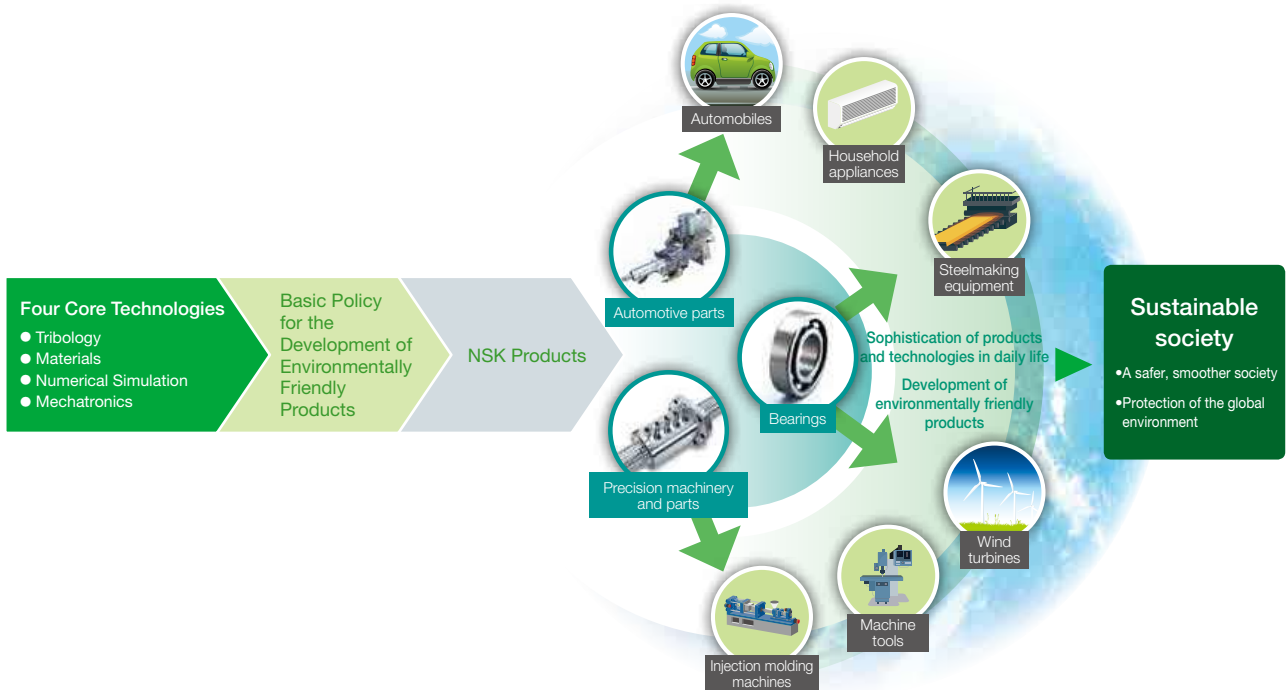 Four Core Technologies
● Tribology
● Materials
● Numerical Simulation
● Mechatronics
Basic Policy
for the
Development of
Environmentally
Friendly
Products
NSK Products
Automotive parts
Precision machinery
and parts
Bearings
Automobiles
Household
appliances
Steelmaking
equipment
Sophistication of products
and technologies in daily life
Development of
environmentally friendly
products
Wind
turbines
Machine
tools
Injection molding
machines
Sustainable
society
•A safer, smoother society
•Protection of the global
environment